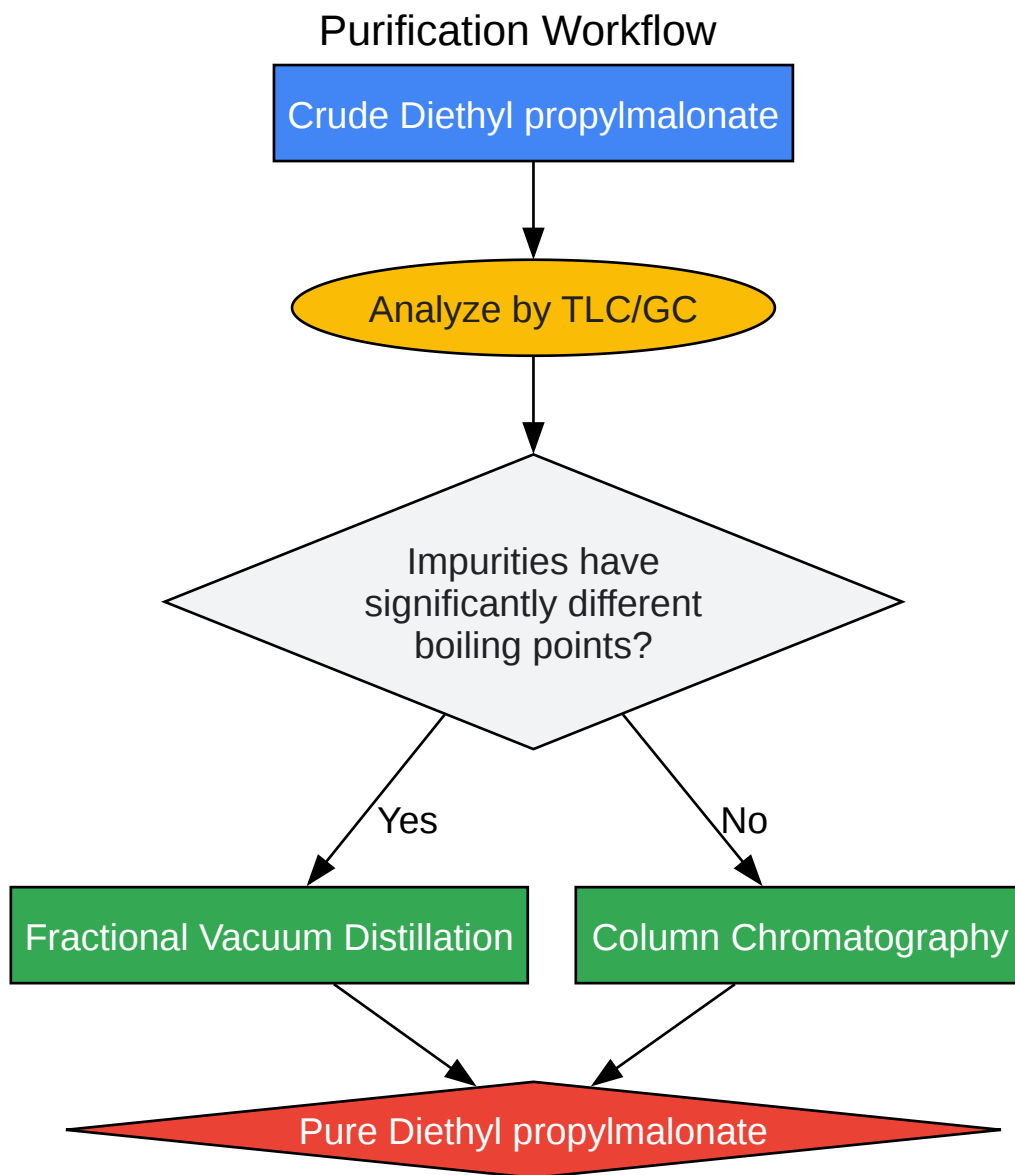 Purification Workflow
Crude Diethyl propylmalonate
Analyze by TLC/GC
Impurities have
significantly different
boiling points?
Yes
No
Fractional Vacuum Distillation
Column Chromatography
Pure Diethyl propylmalonate